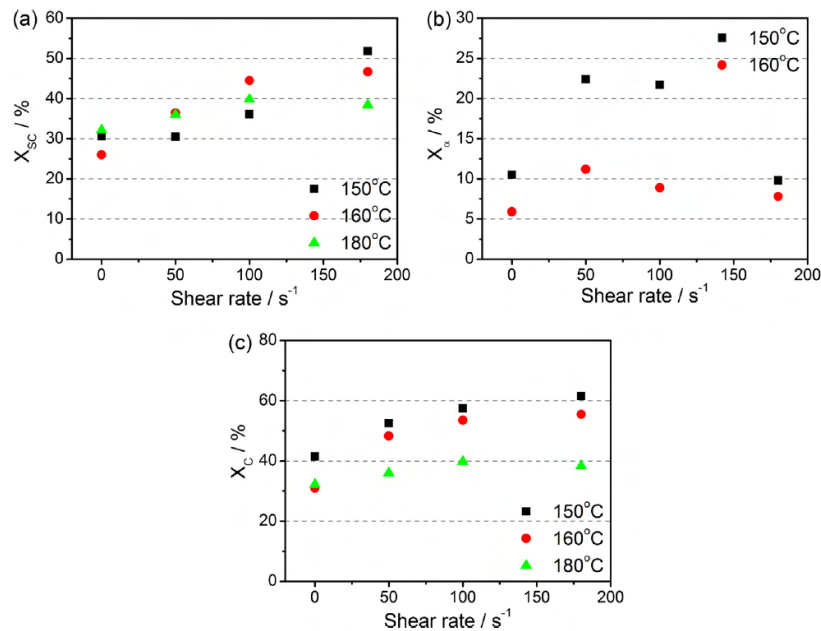 (a)
60
50
40
30
20
10
0
X_SC / %
150°C
160°C
180°C
0 50 100 150 200
Shear rate / s⁻¹
(b)
30
25
20
15
10
5
0
X_α / %
150°C
160°C
0 50 100 150 200
Shear rate / s⁻¹
(c)
80
60
40
20
0
X_C / %
150°C
160°C
180°C
0 50 100 150 200
Shear rate / s⁻¹